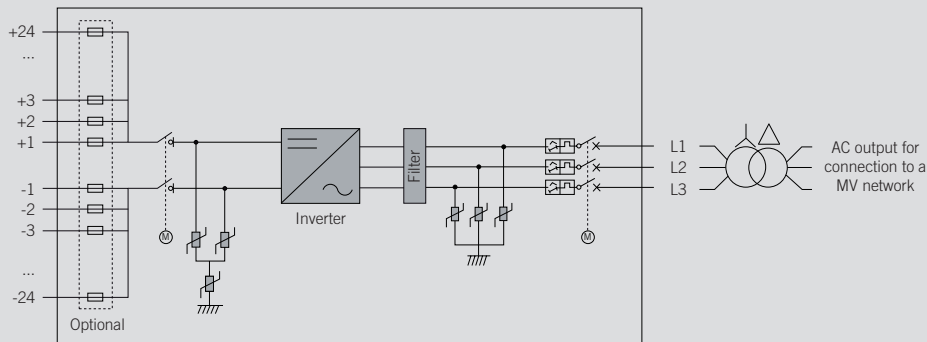 +24
...
+3
+2
+1
-1
-2
-3
...
-24
Optional
M
Inverter
Filter
M
L1
L2
L3
AC output for
connection to a
MV network